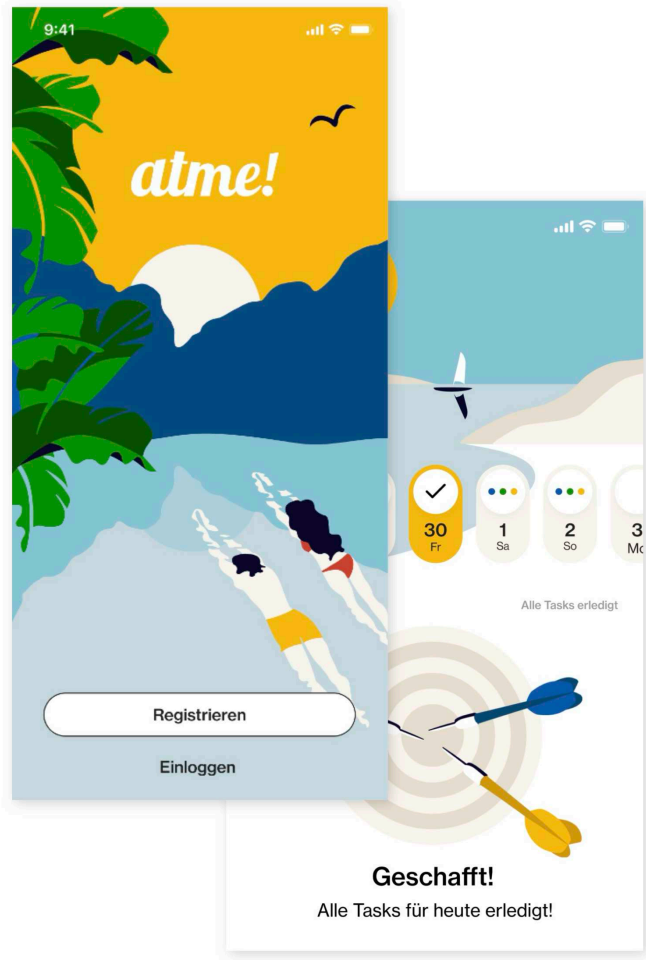 9:41
atme!
Registrieren
Einloggen
30
Fr
1
Sa
2
So
3
Alle Tasks erledigt
Geschafft!
Alle Tasks für heute erledigt!